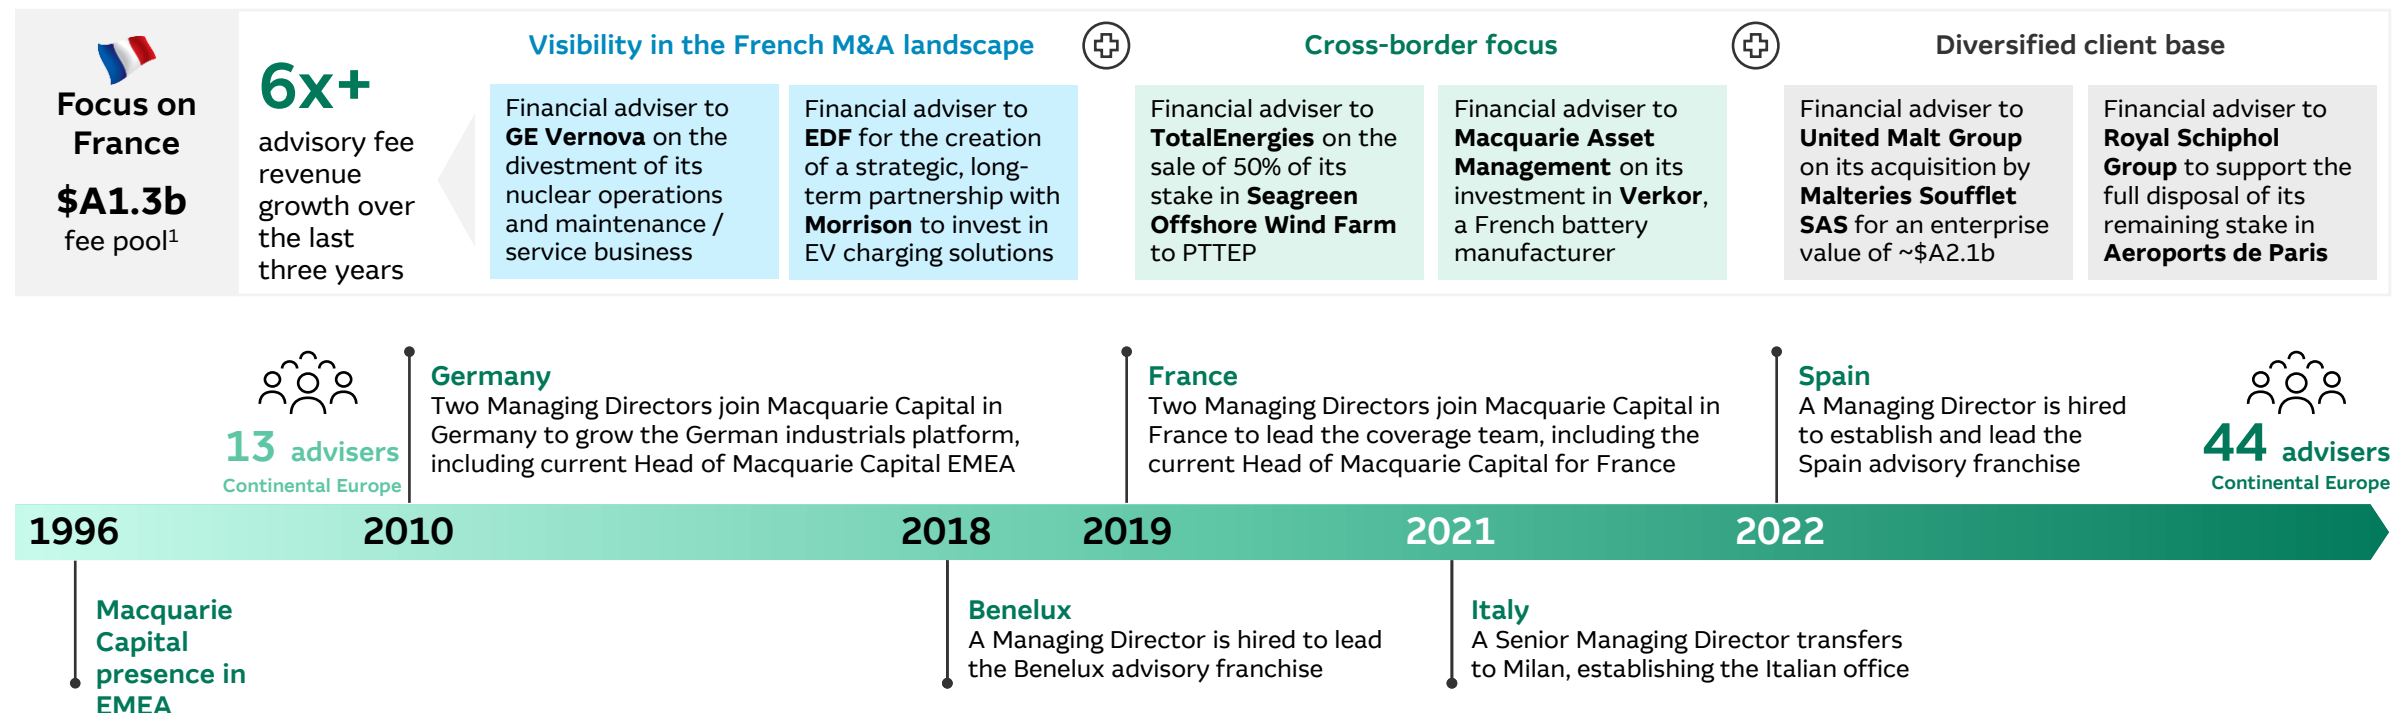 Focus on
France
$A1.3b
fee pool1
6x+
advisory fee
revenue
growth over
the last
three years
Visibility in the French M&A landscape
Financial adviser to
GE Vernova on the
divestment of its
nuclear operations
and maintenance /
service business
Financial adviser to
EDF for the creation
of a strategic, long-
term partnership with
Morrison to invest in
EV charging solutions
Cross-border focus
Financial adviser to
TotalEnergies on the
sale of 50% of its
stake in Seagreen
Offshore Wind Farm
to PTTEP
Financial adviser to
Macquarie Asset
Management on its
investment in Verkor,
a French battery
manufacturer
Diversified client base
Financial adviser to
United Malt Group
on its acquisition by
Malteries Soufflet
SAS for an enterprise
value of ~$A2.1b
Financial adviser to
Royal Schiphol
Group to support the
full disposal of its
remaining stake in
Aeroports de Paris
13 advisers
Continental Europe
Germany
Two Managing Directors join Macquarie Capital in
Germany to grow the German industrials platform,
including current Head of Macquarie Capital EMEA
France
Two Managing Directors join Macquarie Capital in
France to lead the coverage team, including the
current Head of Macquarie Capital for France
Spain
A Managing Director is hired
to establish and lead the
Spain advisory franchise
44 advisers
Continental Europe
1996 2010 2018 2019 2021 2022
Macquarie
Capital
presence in
EMEA
Benelux
A Managing Director is hired to lead
the Benelux advisory franchise
Italy
A Senior Managing Director transfers
to Milan, establishing the Italian office